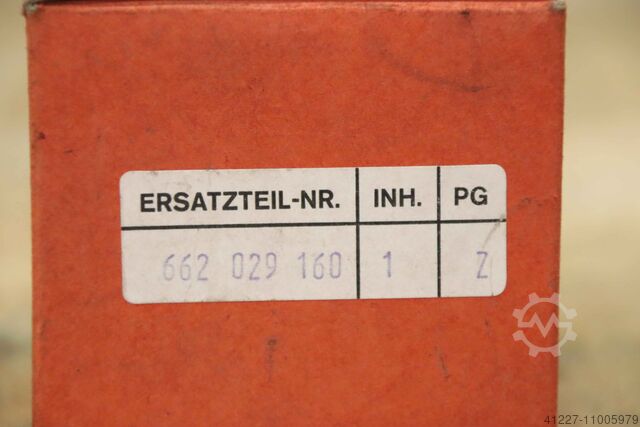 ERSATZTEIL-NR. INH. PG
662 029 160 1 Z
41227-11005979